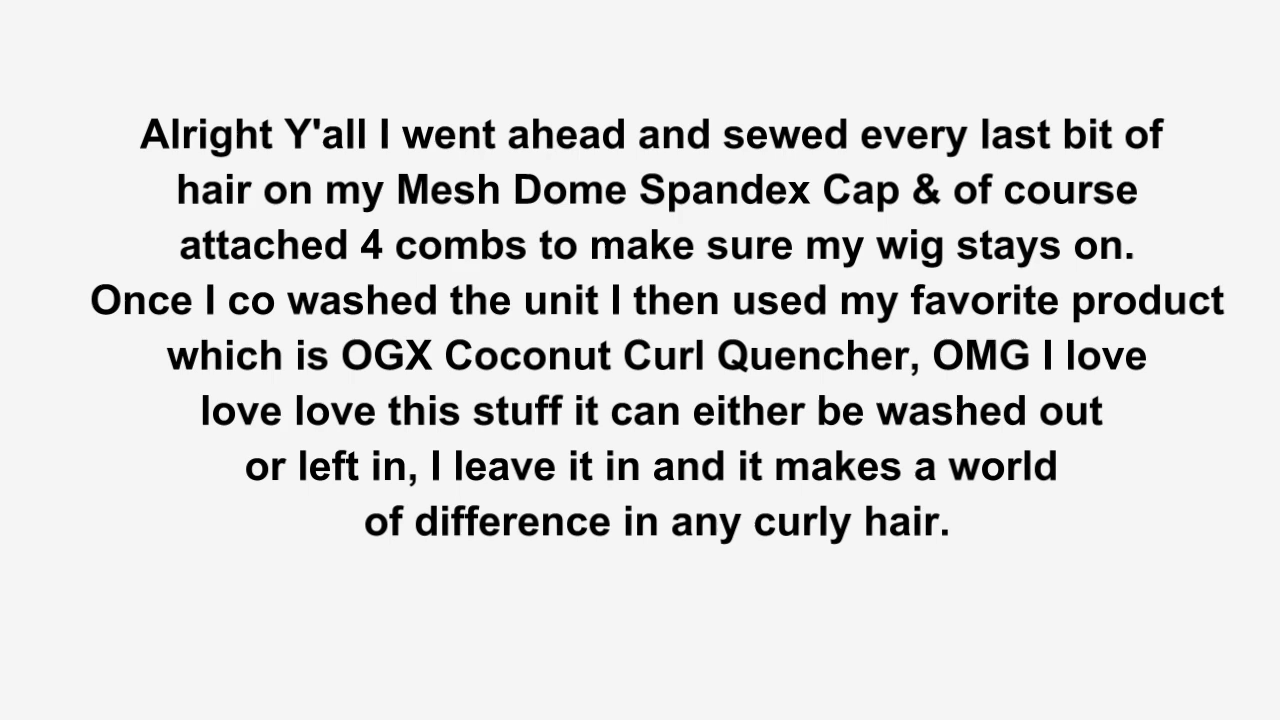 Alright Y'all I went ahead and sewed every last bit of
hair on my Mesh Dome Spandex Cap & of course
attached 4 combs to make sure my wig stays on.
Once I co washed the unit I then used my favorite product
which is OGX Coconut Curl Quencher, OMG I love
love love this stuff it can either be washed out
or left in, I leave it in and it makes a world
of difference in any curly hair.